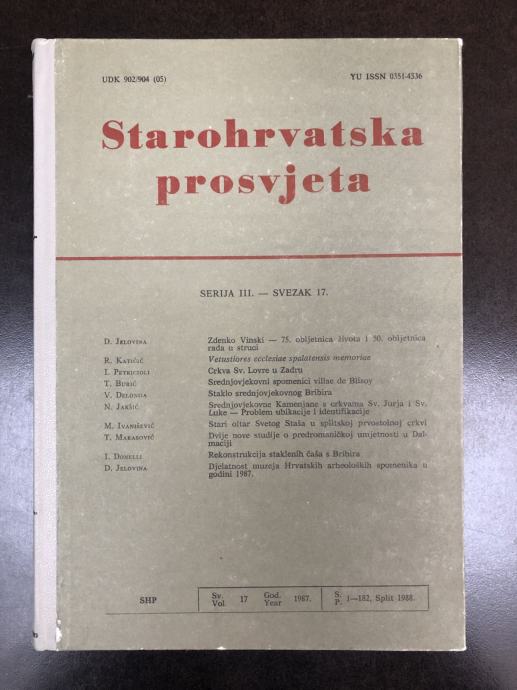 UDK 902/904 (05) YU ISSN 0351-4536
Starohrvatska
prosvjeta
SERIJA III. — SVEZAK 17.
D. Jelovina Zdenko Vinski — 75. obljetnica života i 50. obljetnica
rada u struci
R. Katičić Vetustiores ecclesiae spalatensis memoriae
I. Petricioli Crkva Sv. Lovre u Zadru
T. Burić Srednjovjekovni spomenici villae de Blisoy
V. Delonga Staklo srednjovjekovnog Bribira
N. Jakšić Srednjovjekovne Kamenjane s crkvama Sv. Jurja i Sv.
Luke — Problem ubikacije i identifikacije
M. Ivanišević Stari oltar Svetog Staša u splitskoj prvostolnoj crkvi
T. Marasović Dvije nove studije o predromaničkoj umjetnosti u Dal-
maciji
I. Donelli Rekonstrukcija staklenih čaša s Bribira
D. Jelovina Djelatnost muzeja Hrvatskih arheoloških spomenika u
godini 1987.
SHP
Sv. 17 God. 1987. S. 1—182, Split 1988.
Vol. Year P.